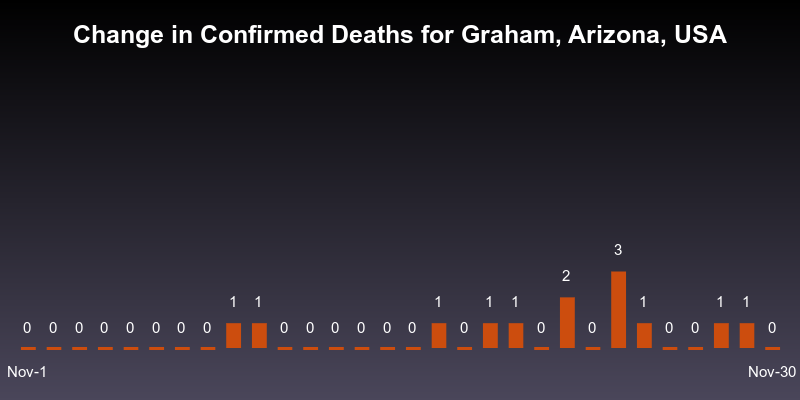 Change in Confirmed Deaths for Graham, Arizona, USA
3
2
1 1 1 1 1 1 1 1
0 0 0 0 0 0 0 0 0 0 0 0 0 0 0 0 0 0 0 0
Nov-1 Nov-30